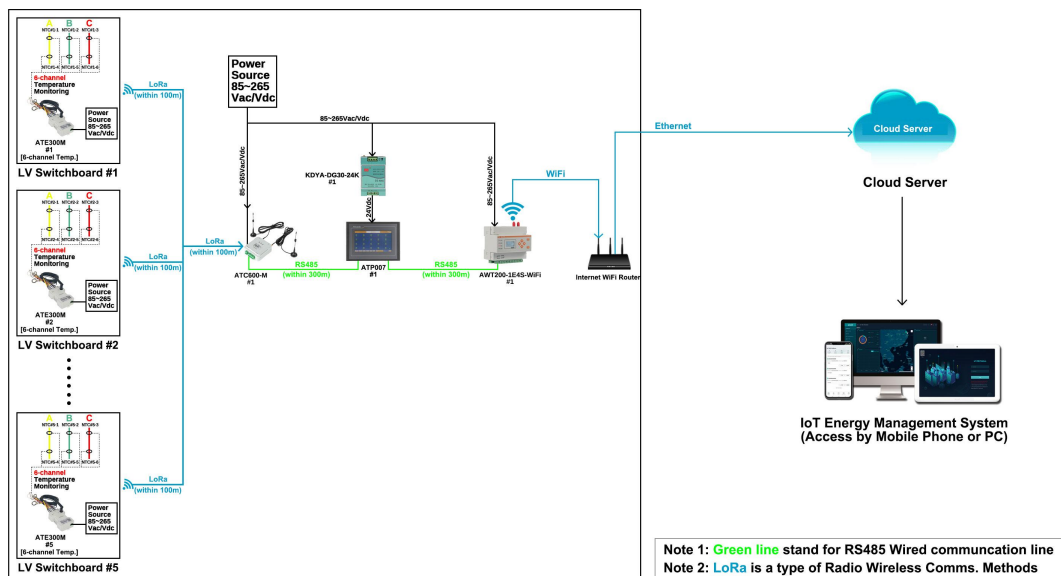 A B C
NTC#1-1 NTC#1-2 NTC#1-3
NTC#1-4 NTC#1-5 NTC#1-6
6-channel
Temperature
Monitoring
Power
Source
85~265
Vac/Vdc
ATE300M
#1
[6-channel Temp.]
LV Switchboard #1
LoRa
(within 100m)
A B C
NTC#2-1 NTC#2-2 NTC#2-3
NTC#2-4 NTC#2-5 NTC#2-6
6-channel
Temperature
Monitoring
Power
Source
85~265
Vac/Vdc
ATE300M
#2
[6-channel Temp.]
LV Switchboard #2
LoRa
(within 100m)
A B C
NTC#5-1 NTC#5-2 NTC#5-3
NTC#5-4 NTC#5-5 NTC#5-6
6-channel
Temperature
Monitoring
Power
Source
85~265
Vac/Vdc
ATE300M
#5
[6-channel Temp.]
LV Switchboard #5
LoRa
(within 100m)
LoRa
(within 100m)
Power
Source
85~265
Vac/Vdc
85~265Vac/Vdc
85~265Vac/Vdc
KDYA-DG30-24K
#1
24Vdc
85~265Vac/Vdc
ATC600-M
#1
RS485
(within 300m)
ATP007
#1
RS485
(within 300m)
AWT200-1E4S-WiFi
#1
WiFi
Internet WiFi Router
Ethernet
Cloud Server
Cloud Server
IoT Energy Management System
(Access by Mobile Phone or PC)
Note 1: Green line stand for RS485 Wired communcation line
Note 2: LoRa is a type of Radio Wireless Comms. Methods